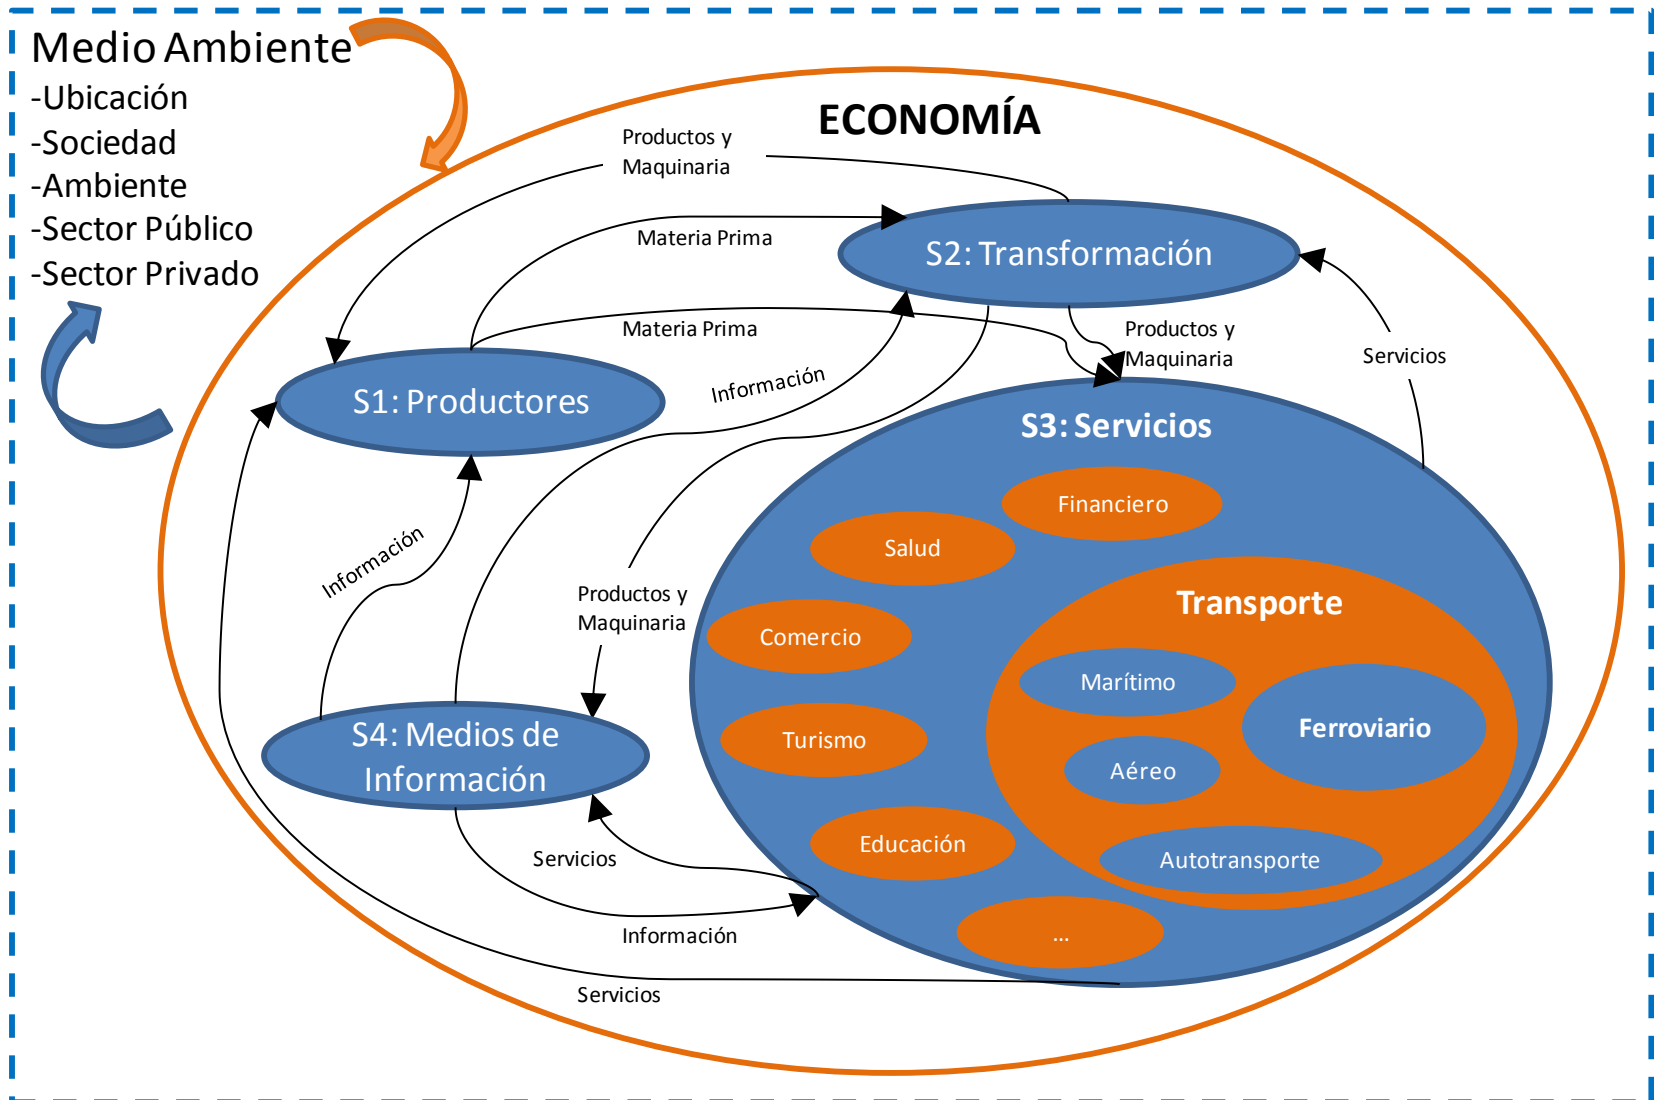 Medio Ambiente
-Ubicación
-Sociedad
-Ambiente
-Sector Público
-Sector Privado
ECONOMÍA
Productos y
Maquinaria
Materia Prima
S2: Transformación
Materia Prima
Productos y
Maquinaria
Servicios
Información
S1: Productores
S3: Servicios
Financiero
Salud
Información
Productos y
Maquinaria
Transporte
Comercio
Marítimo
Ferroviario
Turismo
Aéreo
S4: Medios de
Información
Educación
Autotransporte
Servicios
Información
...
Servicios